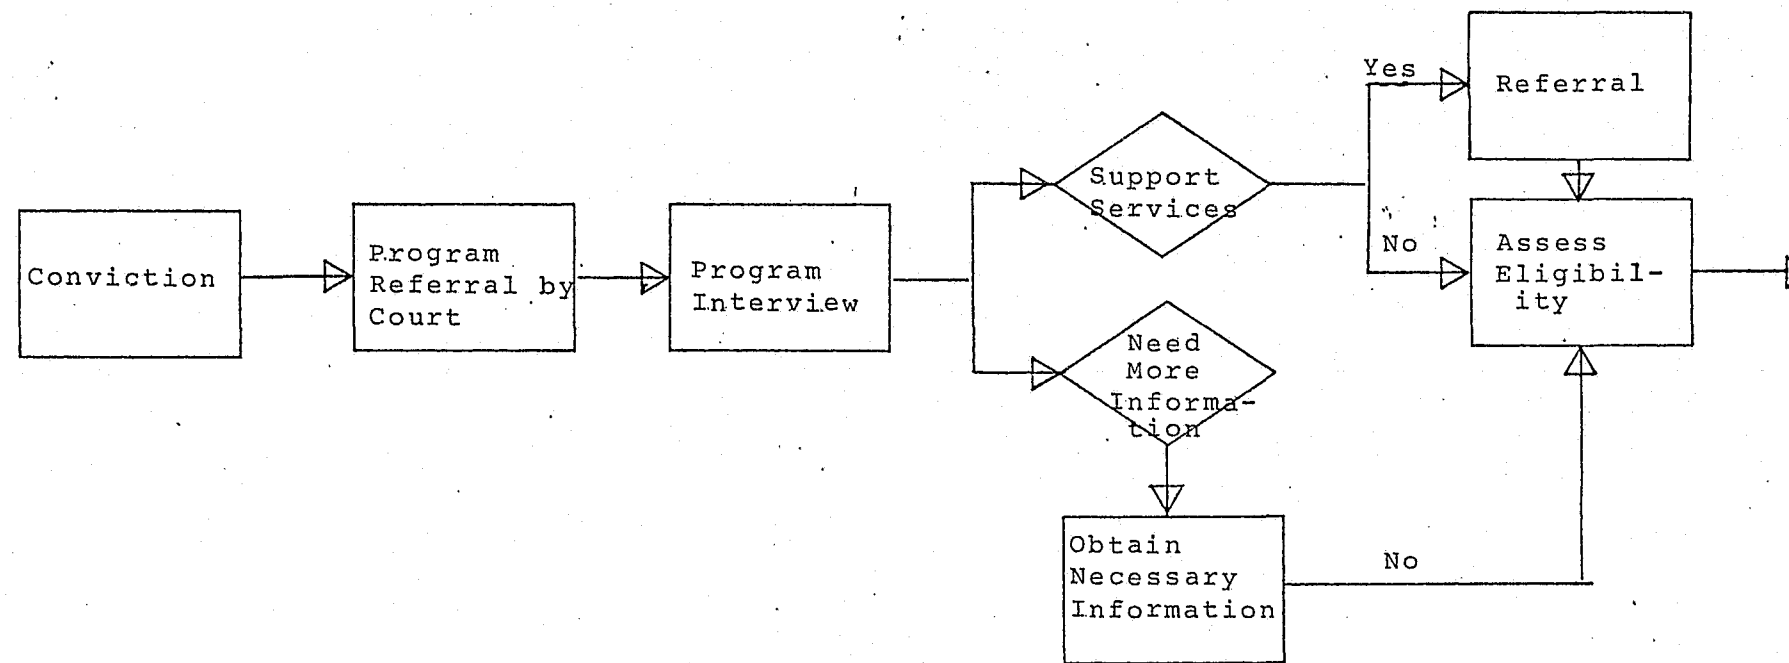 Conviction
Program
Referral by
Court
Program
Interview
Support
Services
Yes
No
Referral
Assess
Eligibil-
ity
Need
More
Informa-
tion
Obtain
Necessary
Information
No